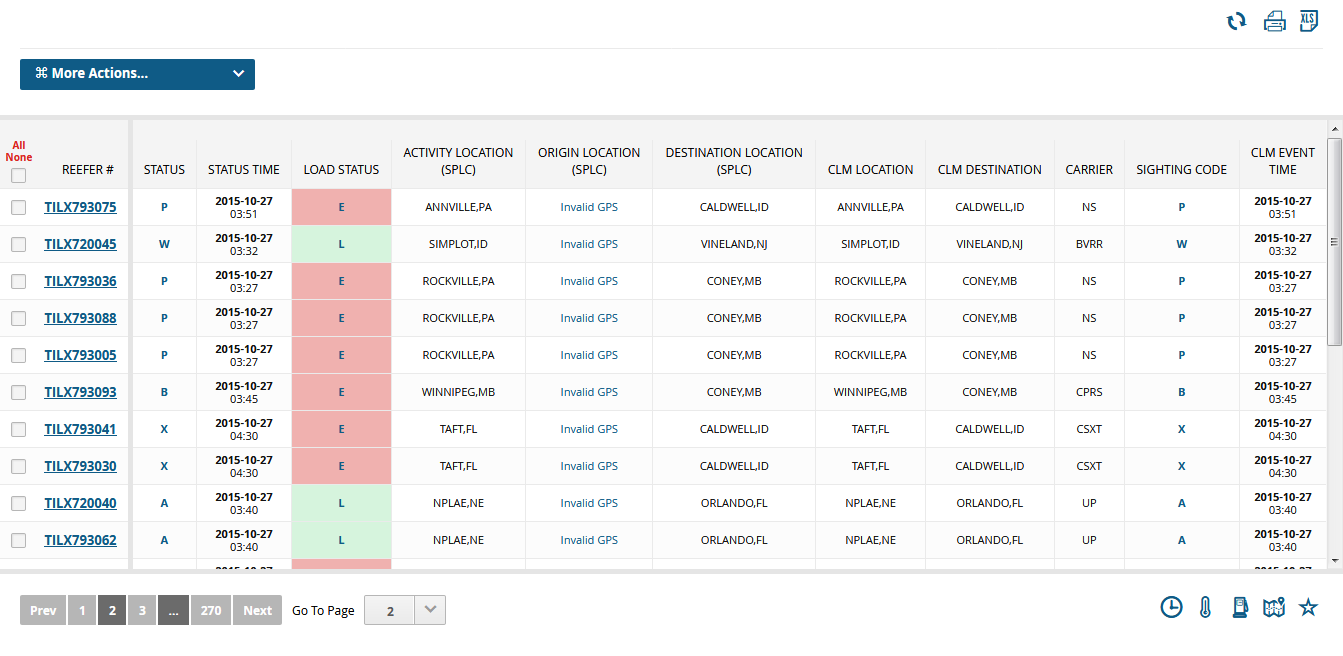 XLS
⌘ More Actions...
All
None
REEFER #
STATUS
STATUS TIME
LOAD STATUS
ACTIVITY LOCATION
(SPLC)
ORIGIN LOCATION
(SPLC)
DESTINATION LOCATION
(SPLC)
CLM LOCATION
CLM DESTINATION
CARRIER
SIGHTING CODE
CLM EVENT
TIME
TILX793075 P 2015-10-27 03:51 E ANNVILLE,PA Invalid GPS CALDWELL,ID ANNVILLE,PA CALDWELL,ID NS P 2015-10-27 03:51
TILX720045 W 2015-10-27 03:32 L SIMPLOT,ID Invalid GPS VINELAND,NJ SIMPLOT,ID VINELAND,NJ BVRR W 2015-10-27 03:32
TILX793036 P 2015-10-27 03:27 E ROCKVILLE,PA Invalid GPS CONEY,MB ROCKVILLE,PA CONEY,MB NS P 2015-10-27 03:27
TILX793088 P 2015-10-27 03:27 E ROCKVILLE,PA Invalid GPS CONEY,MB ROCKVILLE,PA CONEY,MB NS P 2015-10-27 03:27
TILX793005 P 2015-10-27 03:27 E ROCKVILLE,PA Invalid GPS CONEY,MB ROCKVILLE,PA CONEY,MB NS P 2015-10-27 03:27
TILX793093 B 2015-10-27 03:45 E WINNIPEG,MB Invalid GPS CONEY,MB WINNIPEG,MB CONEY,MB CPRS B 2015-10-27 03:45
TILX793041 X 2015-10-27 04:30 E TAFT,FL Invalid GPS CALDWELL,ID TAFT,FL CALDWELL,ID CSXT X 2015-10-27 04:30
TILX793030 X 2015-10-27 04:30 E TAFT,FL Invalid GPS CALDWELL,ID TAFT,FL CALDWELL,ID CSXT X 2015-10-27 04:30
TILX720040 A 2015-10-27 03:40 L NPLAE,NE Invalid GPS ORLANDO,FL NPLAE,NE ORLANDO,FL UP A 2015-10-27 03:40
TILX793062 A 2015-10-27 03:40 L NPLAE,NE Invalid GPS ORLANDO,FL NPLAE,NE ORLANDO,FL UP A 2015-10-27 03:40
Prev 1 2 3 ... 270 Next Go To Page 2